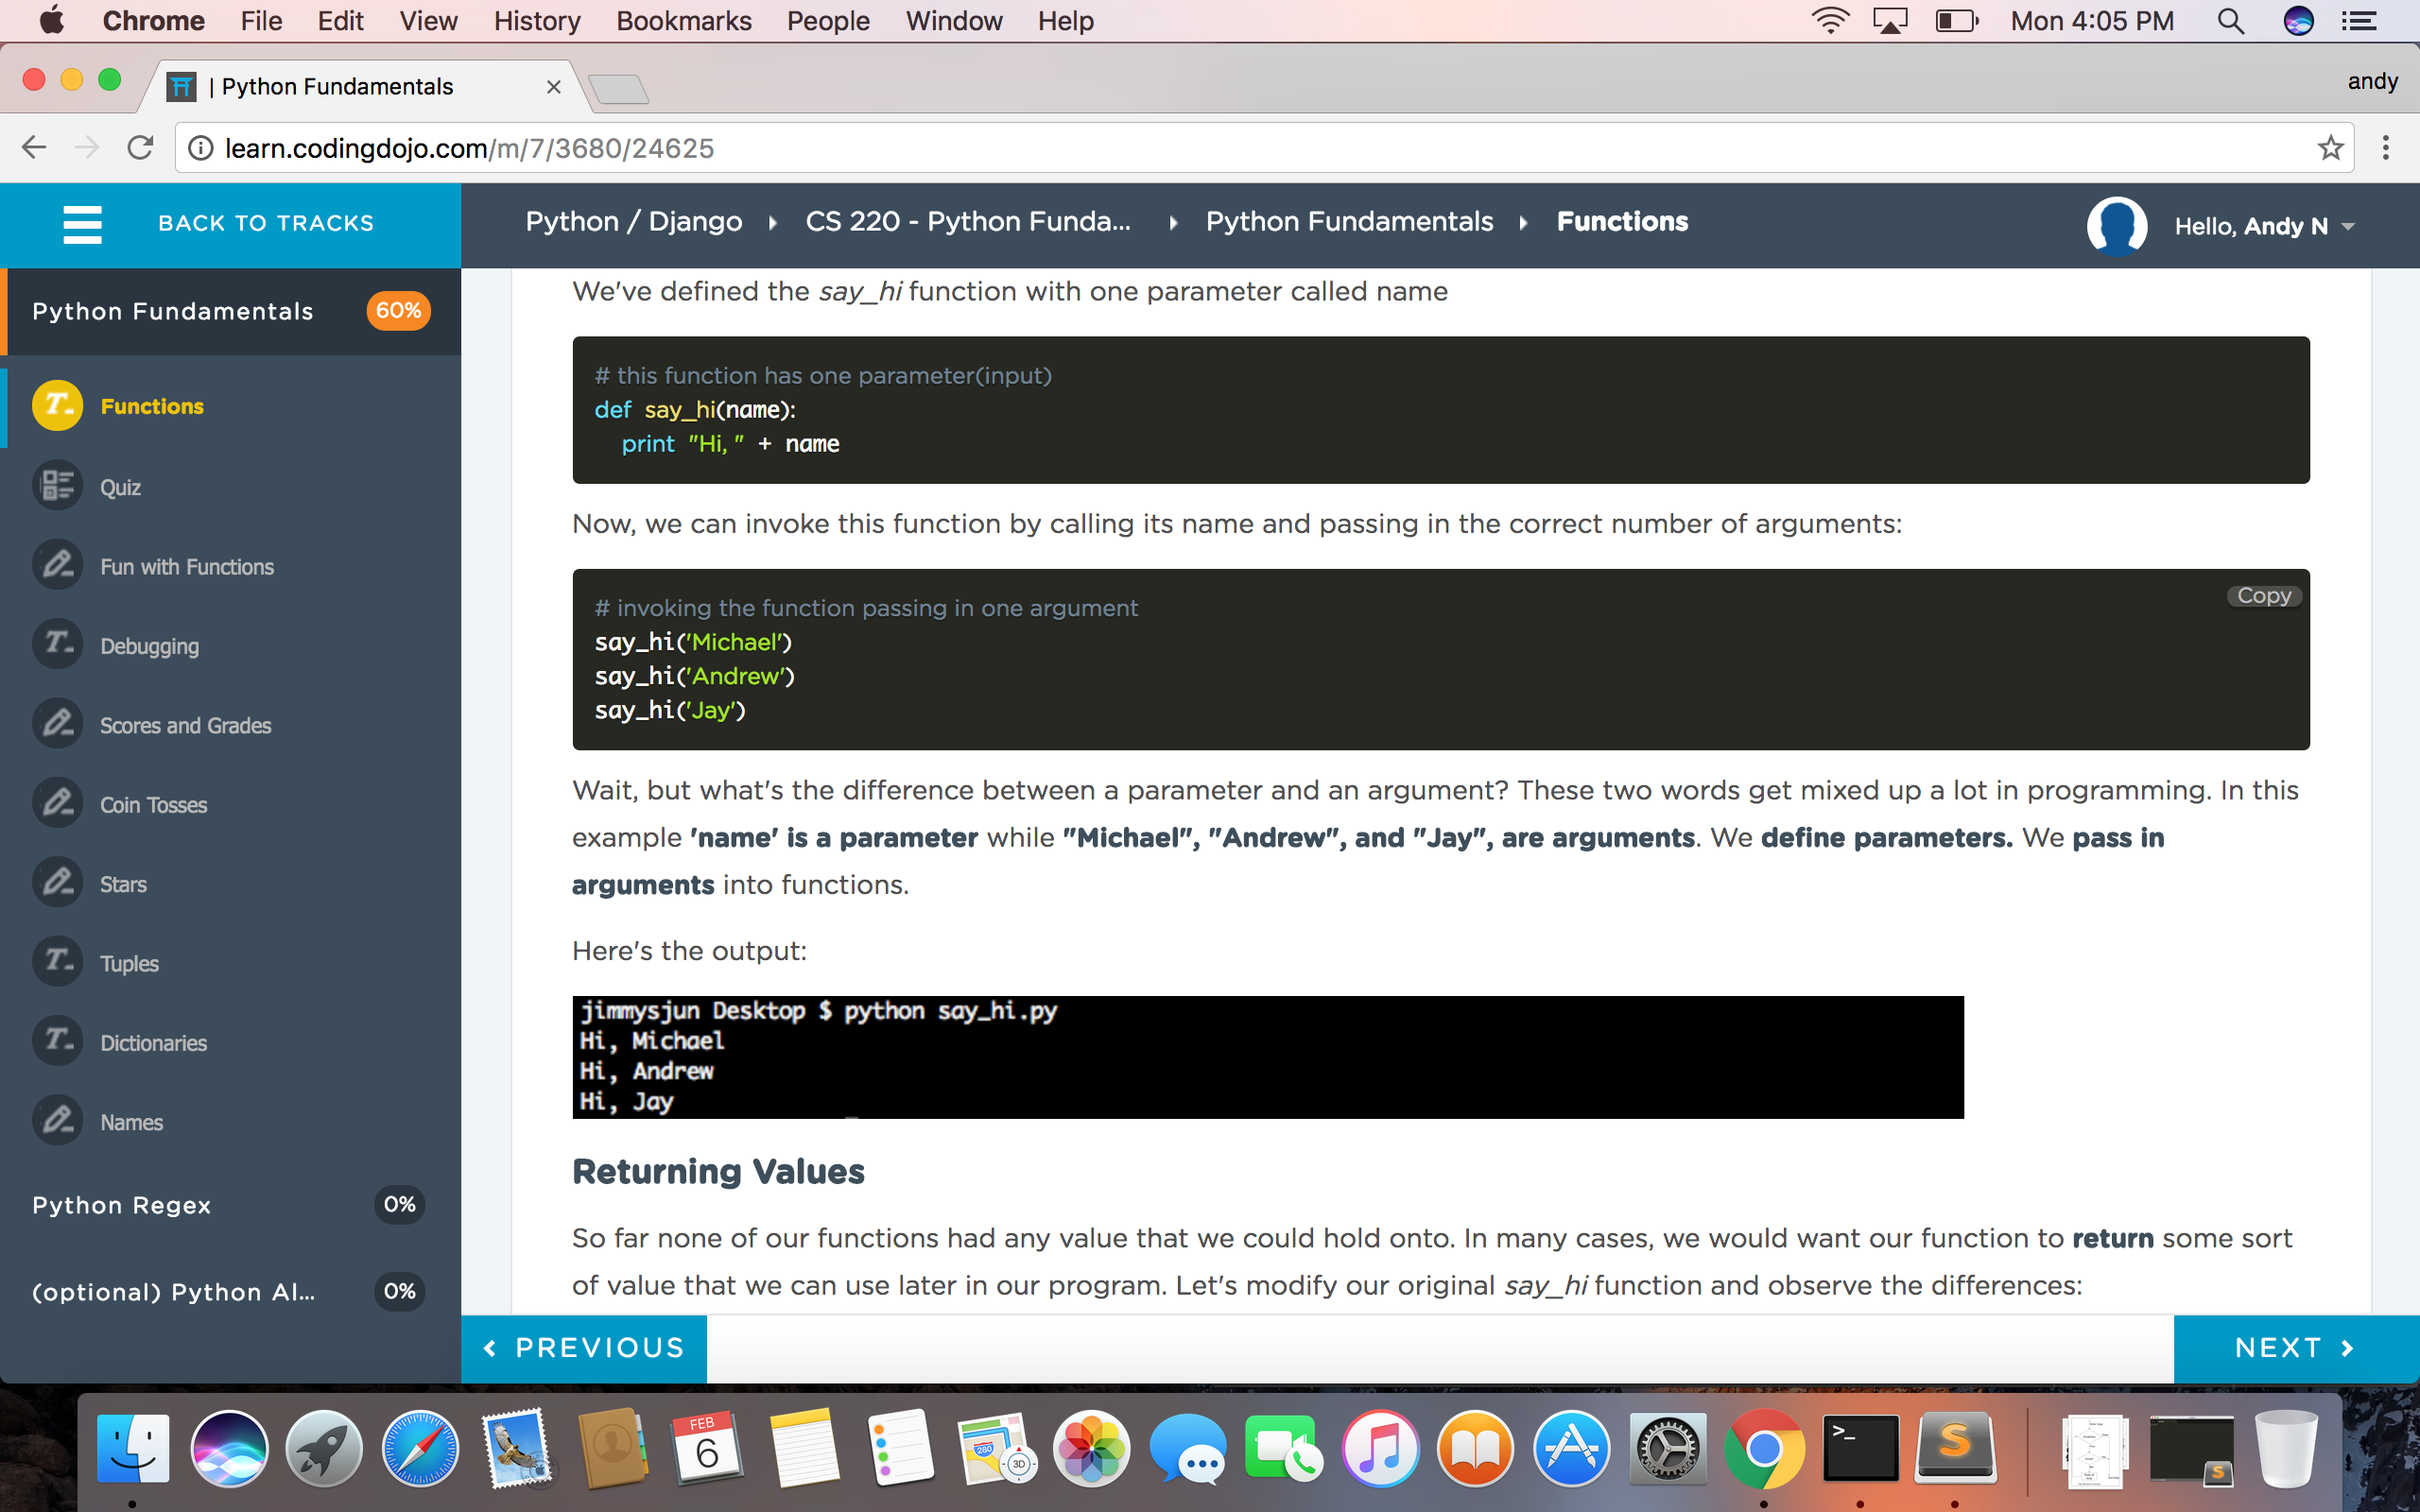 Chrome File Edit View History Bookmarks People Window Help Mon 4:05 PM
| Python Fundamentals andy
learn.codingdojo.com/m/7/3680/24625
BACK TO TRACKS Python / Django CS 220 - Python Funda... Python Fundamentals Functions Hello, Andy N
Python Fundamentals 60%
Functions
Quiz
Fun with Functions
Debugging
Scores and Grades
Coin Tosses
Stars
Tuples
Dictionaries
Names
Python Regex 0%
(optional) Python Al... 0%
We've defined the say_hi function with one parameter called name
# this function has one parameter(input)
def say_hi(name):
print "Hi, " + name
Now, we can invoke this function by calling its name and passing in the correct number of arguments:
Copy
# invoking the function passing in one argument
say_hi('Michael')
say_hi('Andrew')
say_hi('Jay')
Wait, but what's the difference between a parameter and an argument? These two words get mixed up a lot in programming. In this
example 'name' is a parameter while "Michael", "Andrew", and "Jay", are arguments. We define parameters. We pass in
arguments into functions.
Here's the output:
jimmysjun Desktop $ python say_hi.py
Hi, Michael
Hi, Andrew
Hi, Jay
Returning Values
So far none of our functions had any value that we could hold onto. In many cases, we would want our function to return some sort
of value that we can use later in our program. Let's modify our original say_hi function and observe the differences:
PREVIOUS NEXT
FEB
6
280
3D
>_